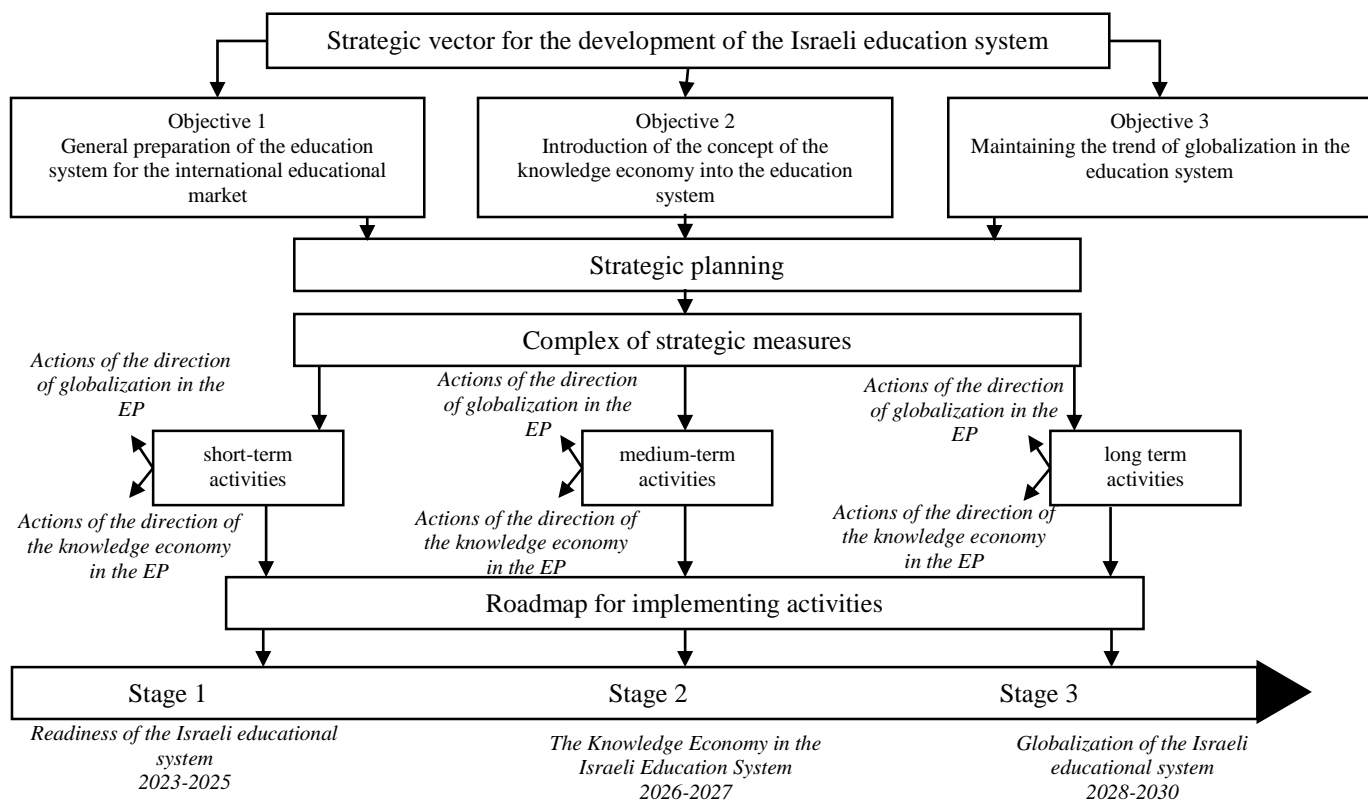 Strategic vector for the development of the Israeli education system
Objective 1
General preparation of the education
system for the international educational
market
Objective 2
Introduction of the concept of the
knowledge economy into the education
system
Objective 3
Maintaining the trend of globalization in the
education system
Strategic planning
Complex of strategic measures
Actions of the direction
of globalization in the
EP
Actions of the direction
of globalization in the
EP
Actions of the direction
of globalization in the
EP
short-term
activities
medium-term
activities
long term
activities
Actions of the direction of
the knowledge economy
in the EP
Actions of the direction of
the knowledge economy
in the EP
Actions of the direction of
the knowledge economy
in the EP
Roadmap for implementing activities
Stage 1
Stage 2
Stage 3
Readiness of the Israeli educational
system
2023-2025
The Knowledge Economy in the
Israeli Education System
2026-2027
Globalization of the Israeli
educational system
2028-2030